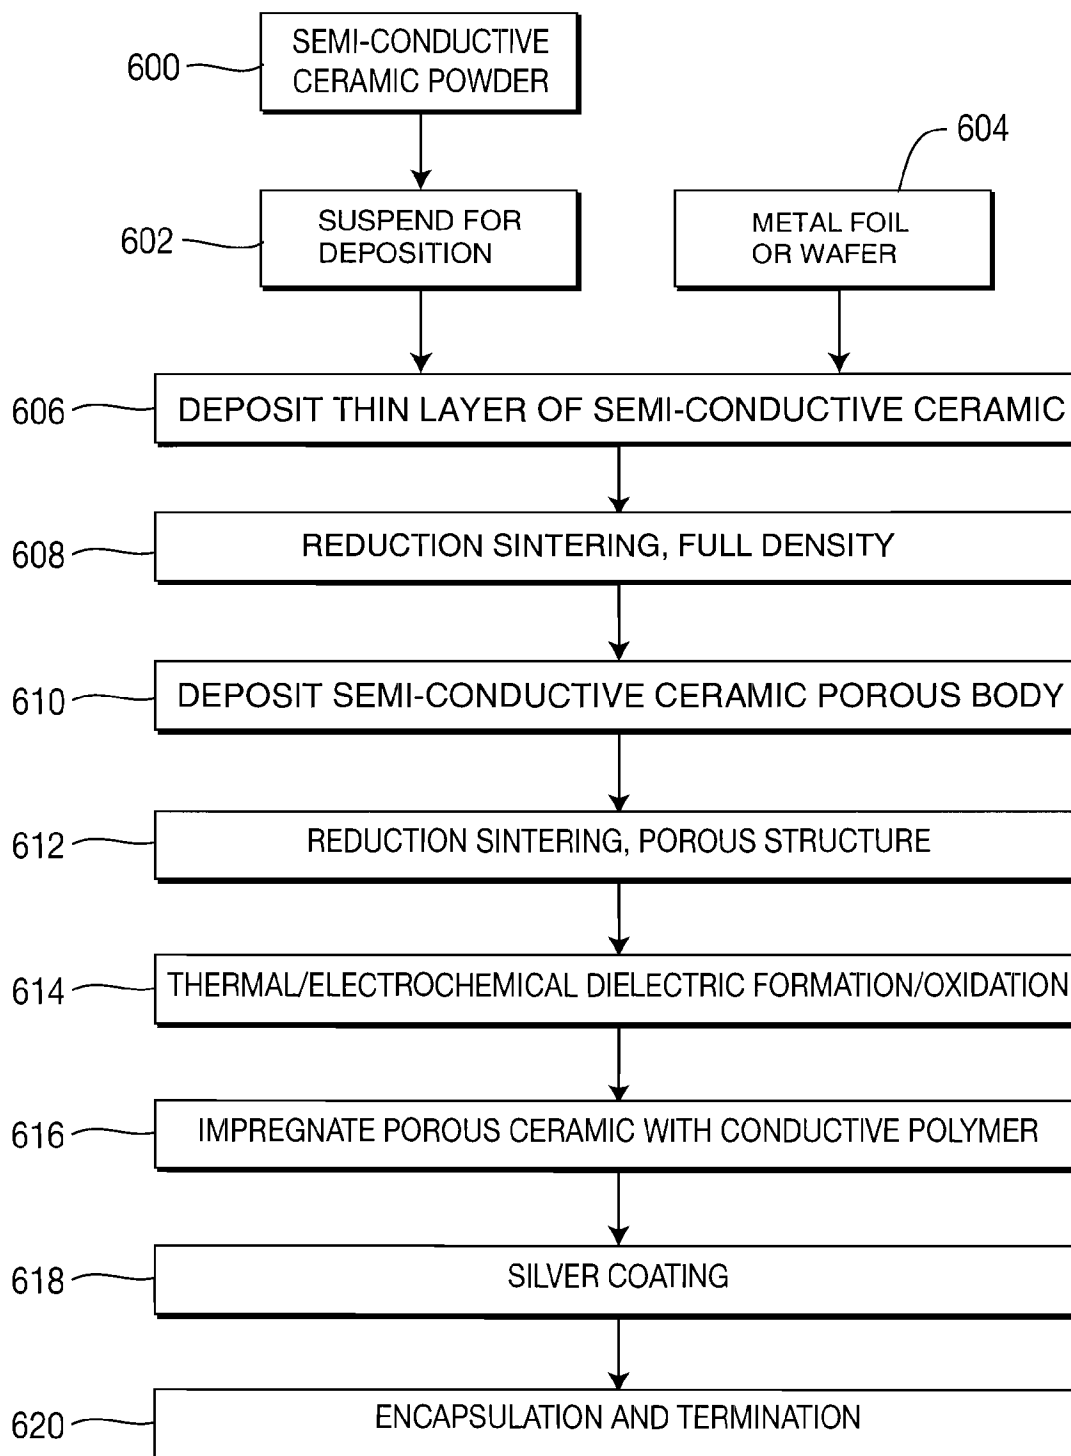 SEMI-CONDUCTIVE
CERAMIC POWDER
600
604
SUSPEND FOR
DEPOSITION
602
METAL FOIL
OR WAFER
606
DEPOSIT THIN LAYER OF SEMI-CONDUCTIVE CERAMIC
608
REDUCTION SINTERING, FULL DENSITY
610
DEPOSIT SEMI-CONDUCTIVE CERAMIC POROUS BODY
612
REDUCTION SINTERING, POROUS STRUCTURE
614
THERMAL/ELECTROCHEMICAL DIELECTRIC FORMATION/OXIDATION
616
IMPREGNATE POROUS CERAMIC WITH CONDUCTIVE POLYMER
618
SILVER COATING
620
ENCAPSULATION AND TERMINATION